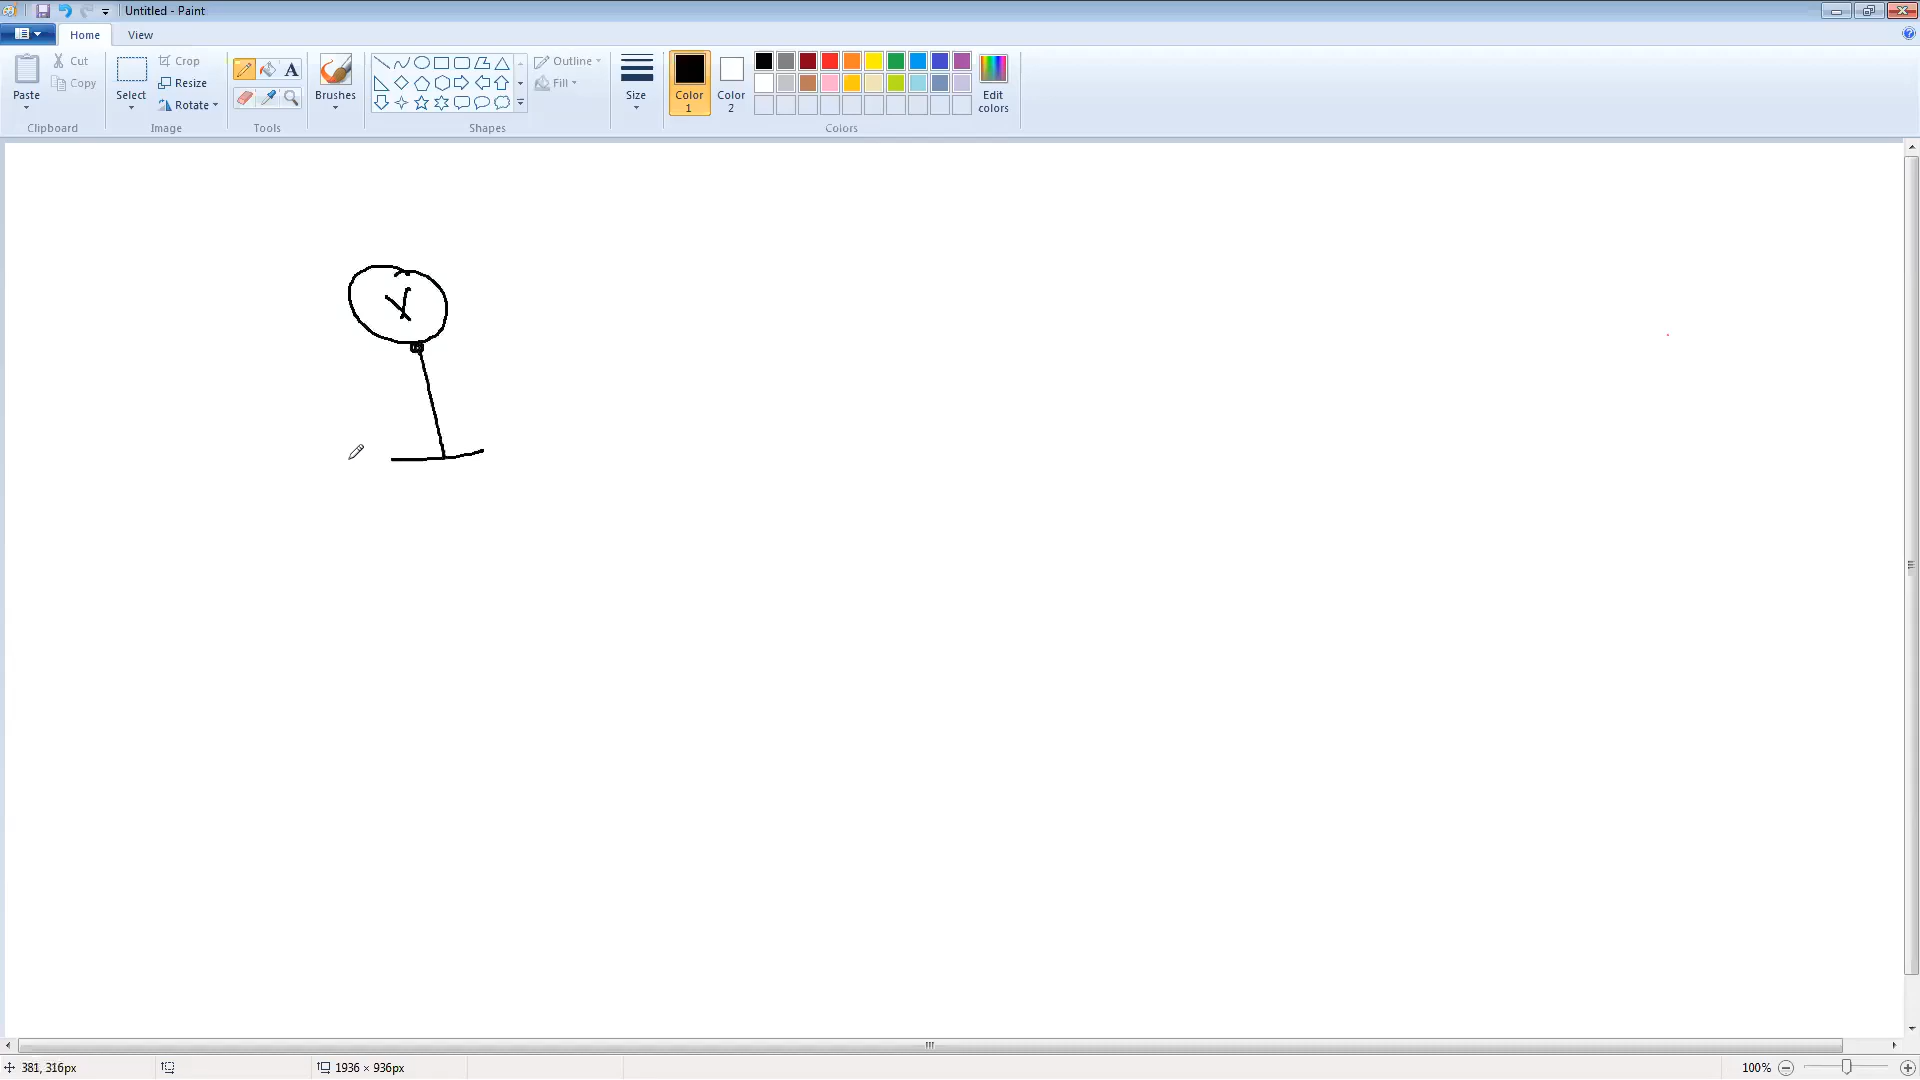 Untitled - Paint
Home View
Paste
Cut
Copy
Clipboard
Select
Crop
Resize
Rotate
Image
A
Tools
Brushes
Shapes
Outline
Fill
Size
Color 1
Color 2
Edit colors
Colors
Y
381, 316px
1936 × 936px
100%